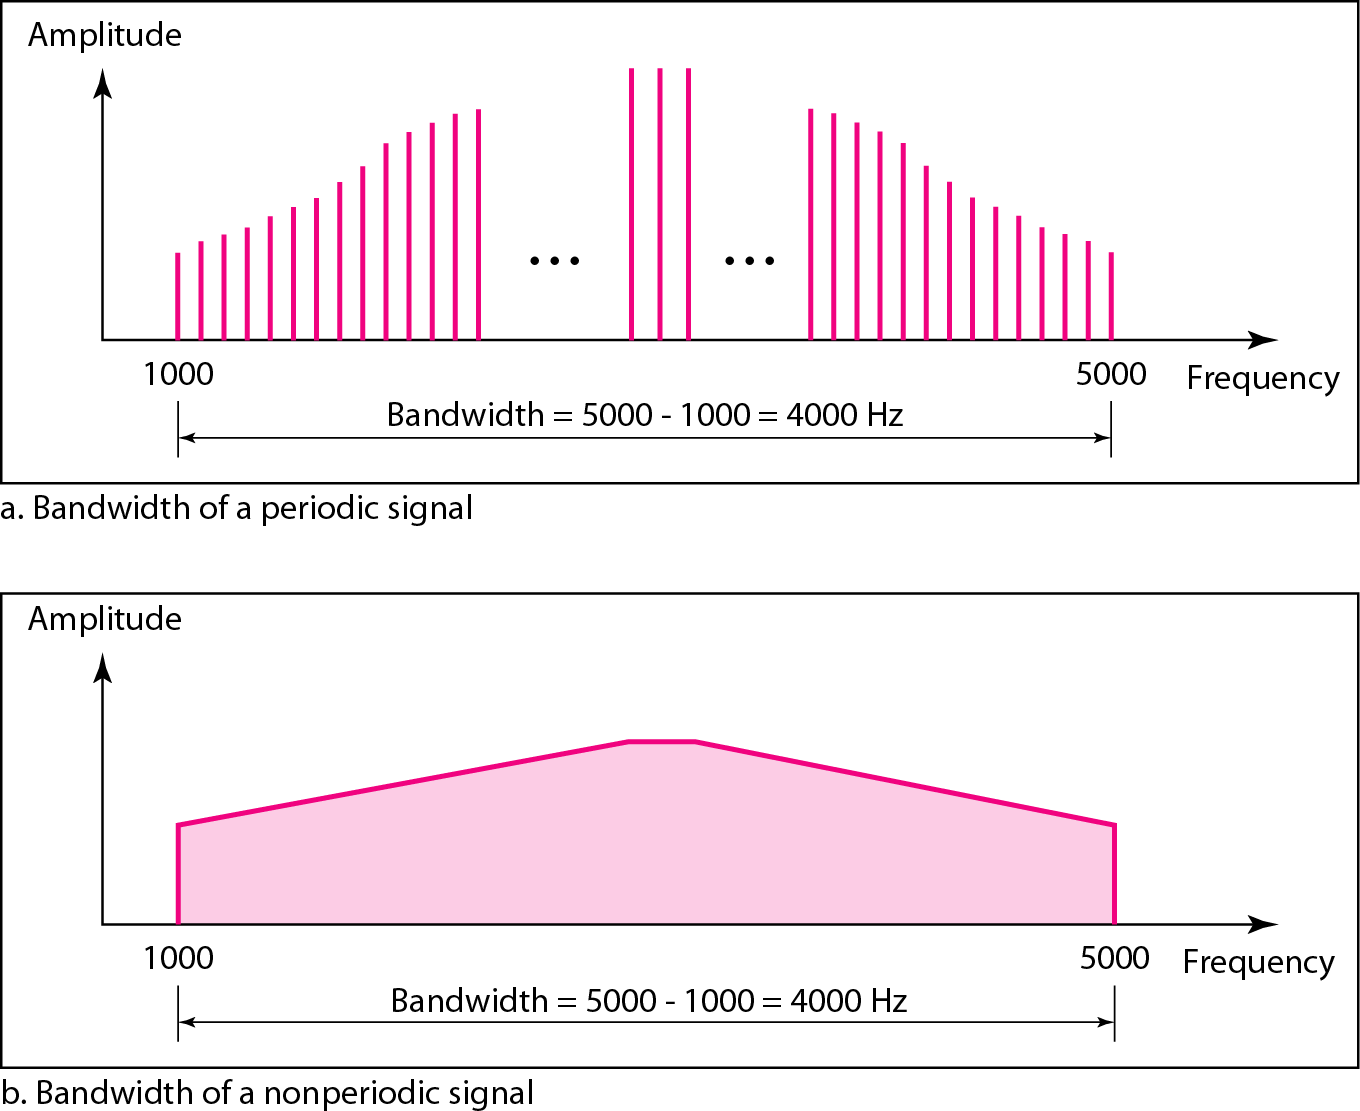 Amplitude
1000
5000
Frequency
Bandwidth = 5000 - 1000 = 4000 Hz
a. Bandwidth of a periodic signal
Amplitude
1000
5000
Frequency
Bandwidth = 5000 - 1000 = 4000 Hz
b. Bandwidth of a nonperiodic signal